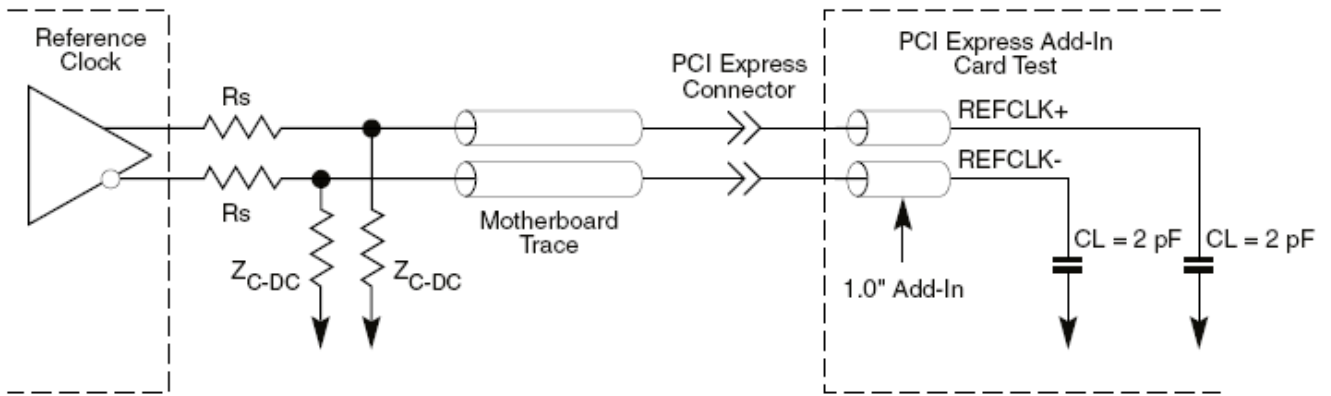 Reference
Clock
PCI Express Add-In
Card Test
PCI Express
Connector
Rs
REFCLK+
REFCLK-
Rs
Motherboard
Trace
CL = 2 pF
CL = 2 pF
ZC-DC
ZC-DC
1.0" Add-In